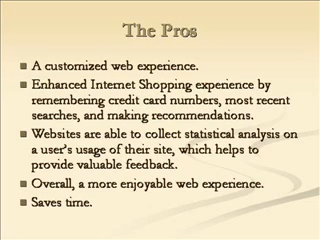 The Pros
A customized web experience.
Enhanced Internet Shopping experience by
remembering credit card numbers, most recent
searches, and making recommendations.
Websites are able to collect statistical analysis on
a user's usage of their site, which helps to
provide valuable feedback.
Overall, a more enjoyable web experience.
Saves time.